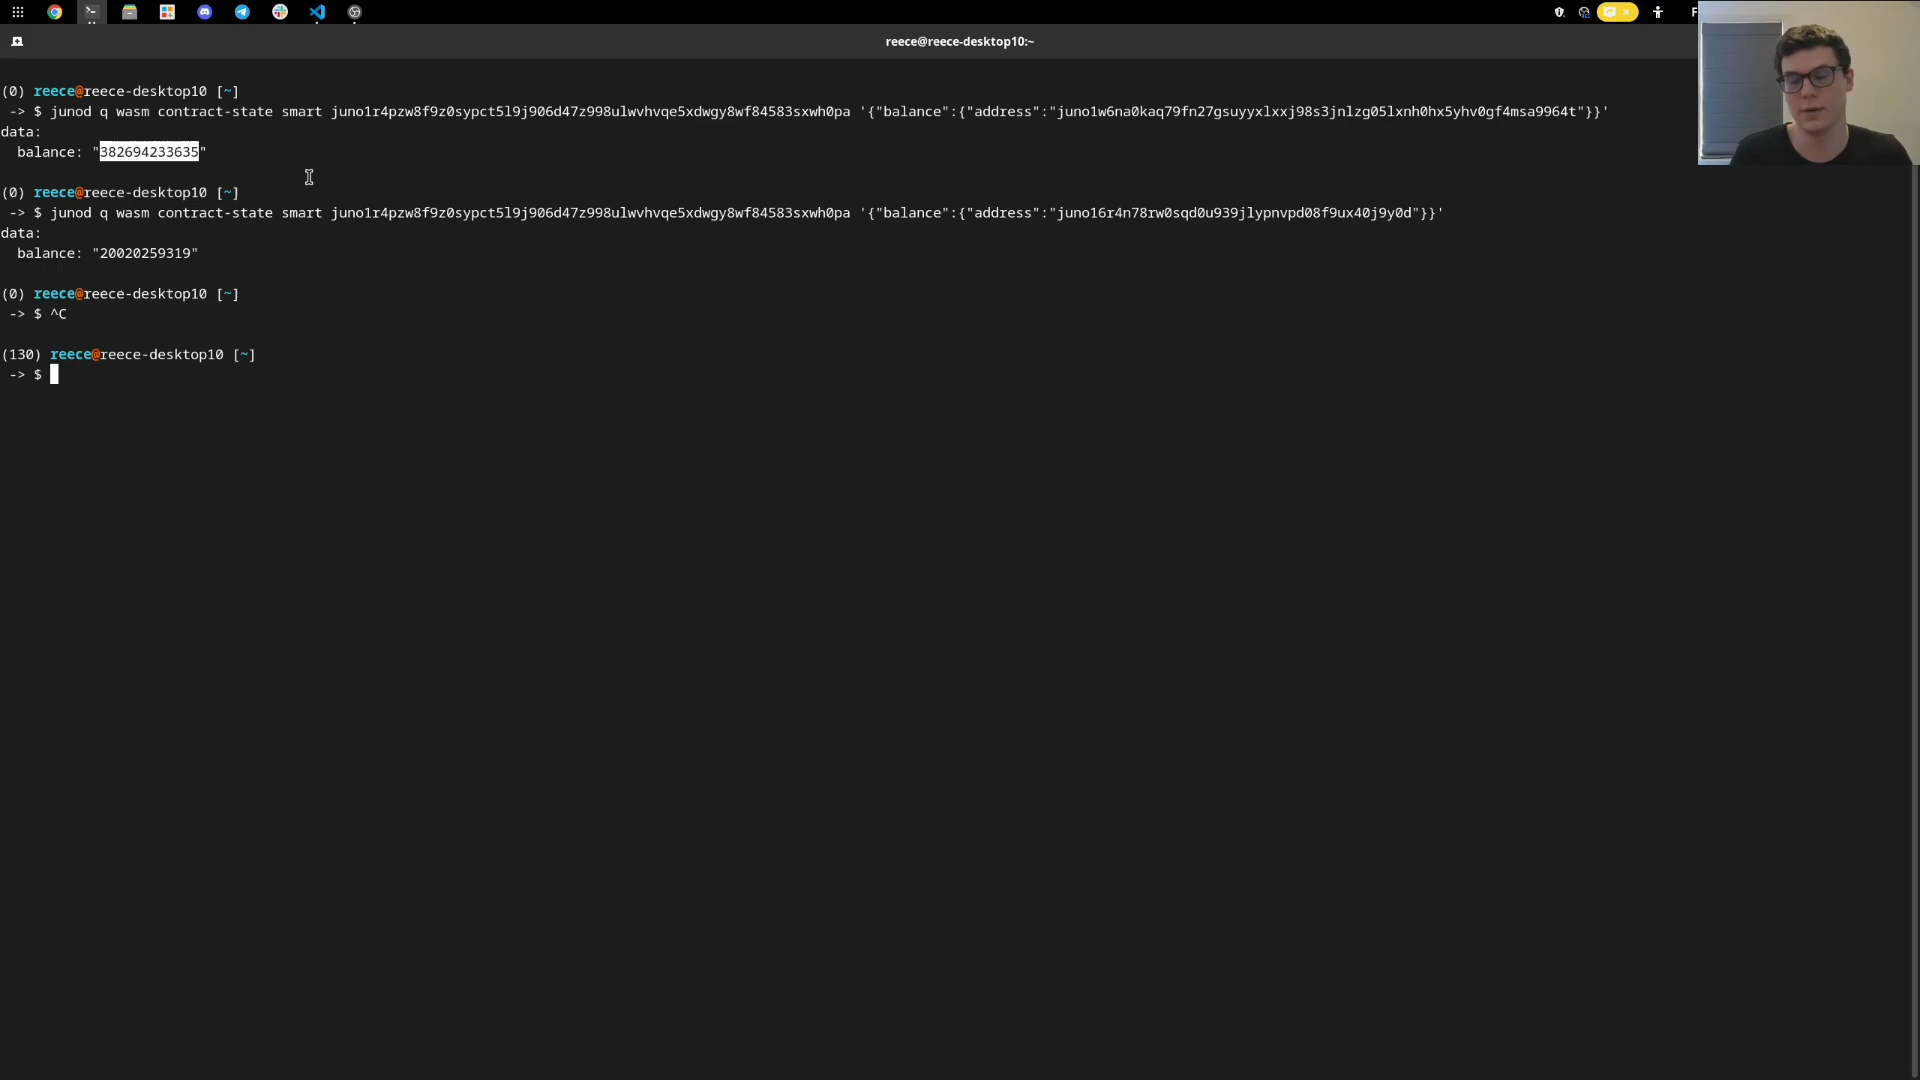 reece@reece-desktop10:~
(0) reece@reece-desktop10 [~]
-> $ junod q wasm contract-state smart juno1r4pzw8f9z0sypct5l9j906d47z998ulwvhvqe5xdwgy8wf84583sxwh0pa '{"balance":{"address":"juno1w6na0kaq79fn27gsuyyxlxxj98s3jnlzg05lxnh0hx5yhv0gf4msa9964t"}}'
data:
balance: "382694233635"
(0) reece@reece-desktop10 [~]
-> $ junod q wasm contract-state smart juno1r4pzw8f9z0sypct5l9j906d47z998ulwvhvqe5xdwgy8wf84583sxwh0pa '{"balance":{"address":"juno16r4n78rw0sqd0u939jlypnvpd08f9ux40j9y0d"}}'
data:
balance: "20020259319"
(0) reece@reece-desktop10 [~]
-> $ ^C
(130) reece@reece-desktop10 [~]
-> $